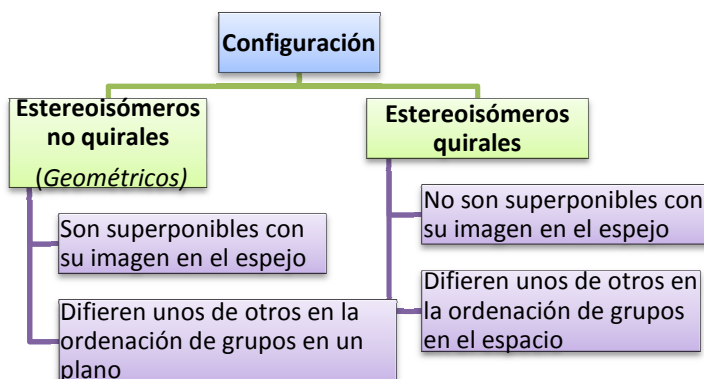 Configuración
Estereoisómeros
no quirales
(Geométricos)
Son superponibles con
su imagen en el espejo
Difieren unos de otros en la
ordenación de grupos en un
plano
Estereoisómeros
quirales
No son superponibles con
su imagen en el espejo
Difieren unos de otros en
la ordenación de grupos
en el espacio